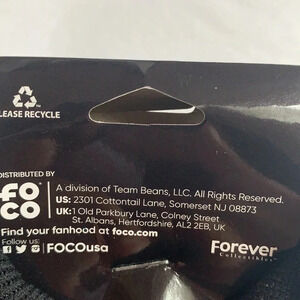 LEASE RECYCLE
DISTRIBUTED BY
FO
CO
A division of Team Beans, LLC. All Rights Reserved.
US: 2301 Cottontail Lane, Somerset NJ 08873
UK: 1 Old Parkbury Lane, Colney Street
St. Albans, Hertfordshire, AL2 2EB, UK
Find your fanhood at foco.com
Follow us:
FOCOusa
Forever
Collectibles